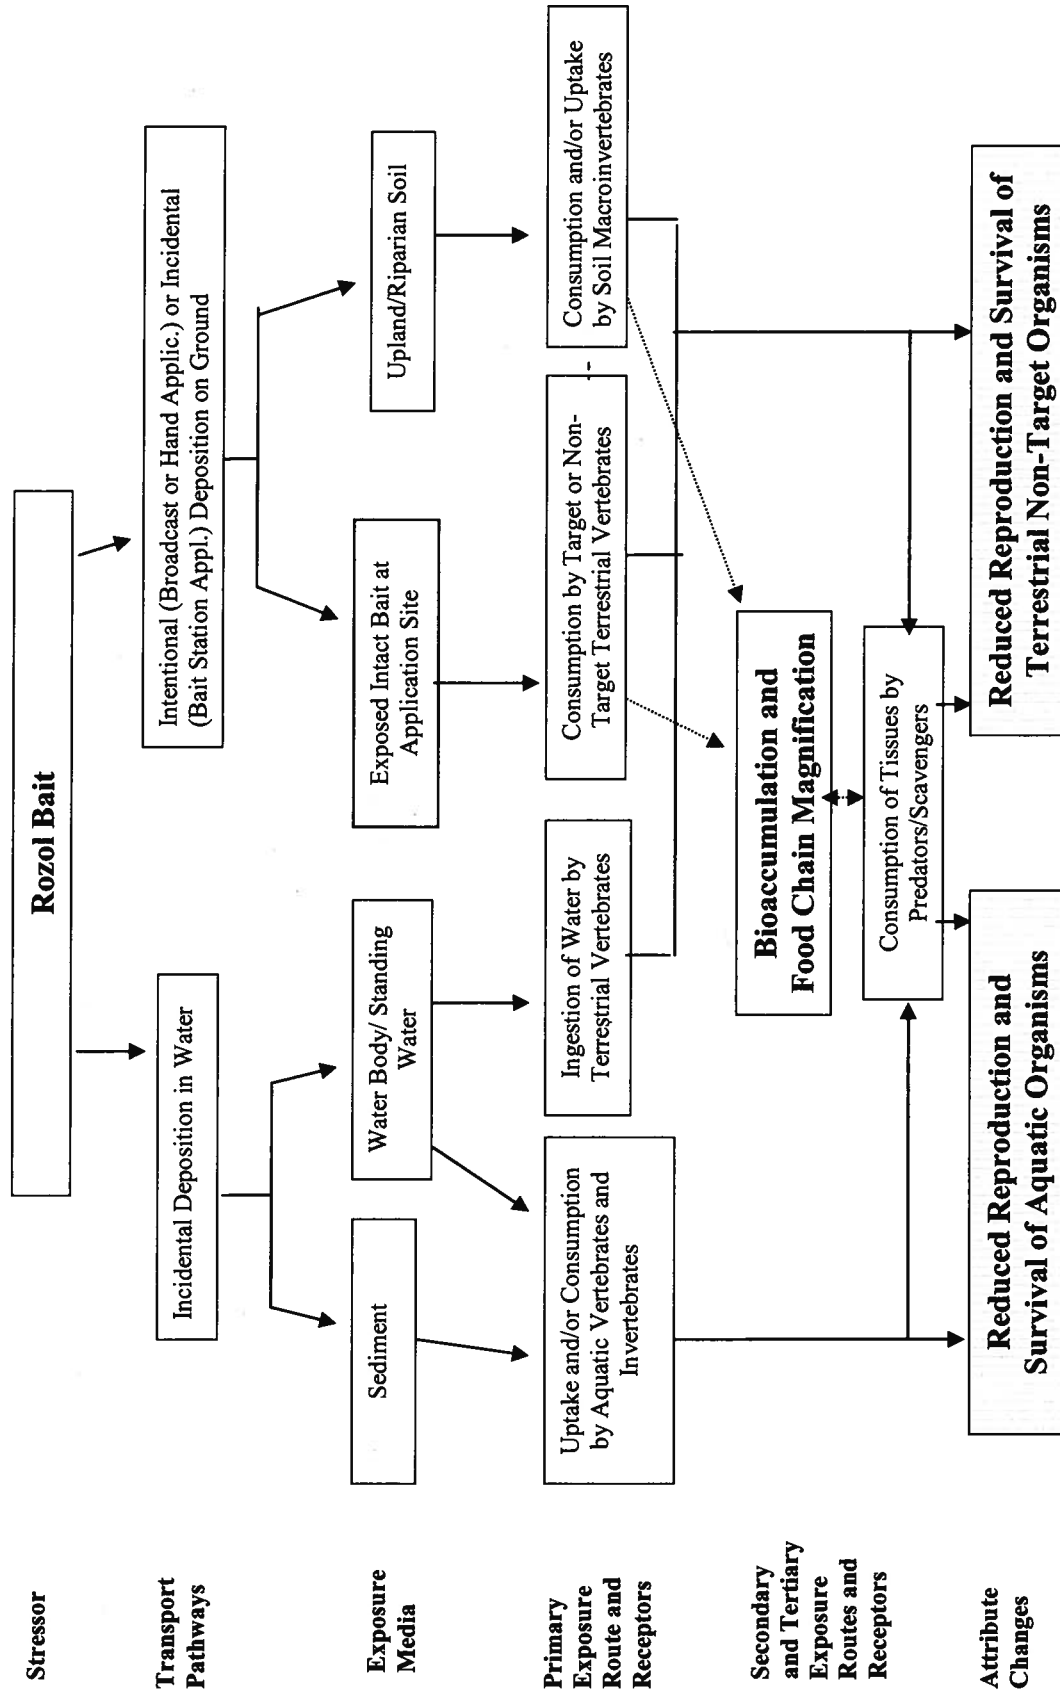 Stressor
Rozol Bait
Transport
Pathways
Incidental Deposition in Water
Intentional (Broadcast or Hand Applic.) or Incidental
(Bait Station Appl.) Deposition on Ground
Exposure
Media
Sediment
Water Body/ Standing
Water
Exposed Intact Bait at
Application Site
Upland/Riparian Soil
Primary
Exposure
Route and
Receptors
Uptake and/or Consumption
by Aquatic Vertebrates and
Invertebrates
Ingestion of Water by
Terrestrial Vertebrates
Consumption by Target or Non-
Target Terrestrial Vertebrates
Consumption and/or Uptake
by Soil Macroinvertebrates
Secondary
and Tertiary
Exposure
Routes and
Receptors
Bioaccumulation and
Food Chain Magnification
Consumption of Tissues by
Predators/Scavengers
Attribute
Changes
Reduced Reproduction and
Survival of Aquatic Organisms
Reduced Reproduction and Survival of
Terrestrial Non-Target Organisms